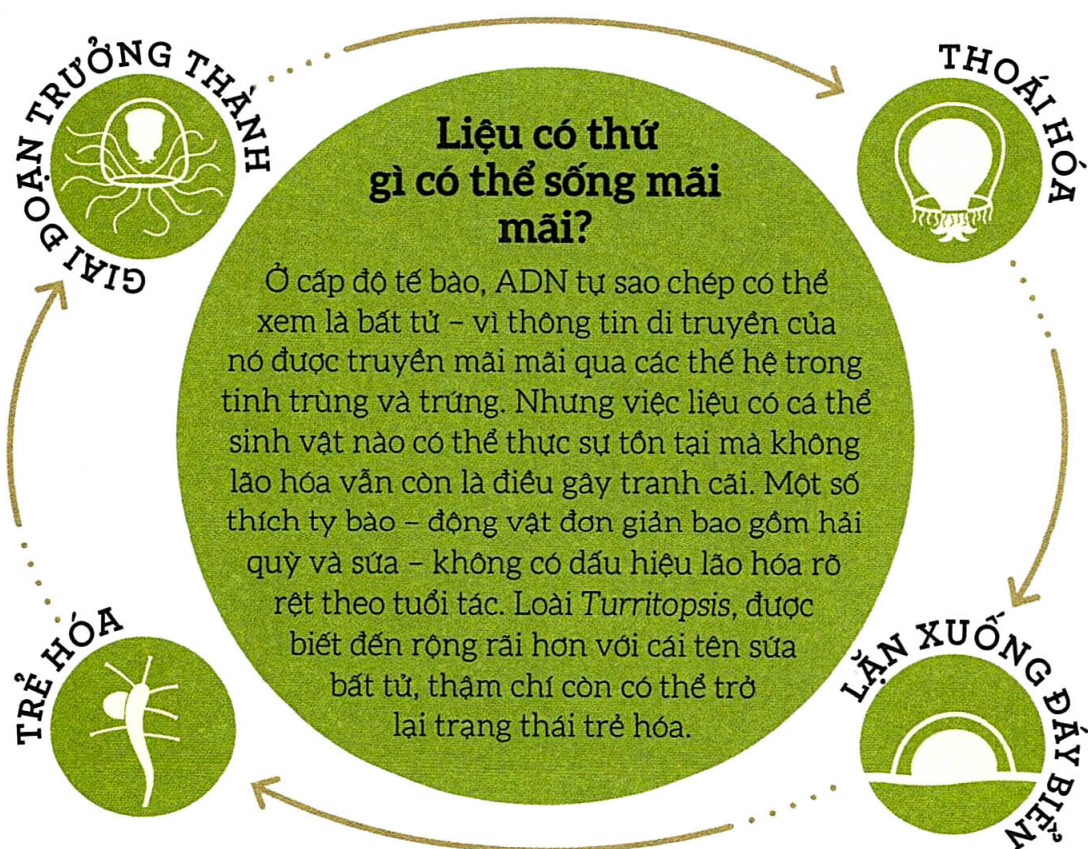 GIAI ĐOẠN TRƯỞNG THÀNH
THOÁI HÓA
Liệu có thứ
gì có thể sống mãi
mãi?
Ở cấp độ tế bào, ADN tự sao chép có thể
xem là bất tử – vì thông tin di truyền của
nó được truyền mãi mãi qua các thế hệ trong
tinh trùng và trứng. Nhưng việc liệu có cá thể
sinh vật nào có thể thực sự tồn tại mà không
lão hóa vẫn còn là điều gây tranh cãi. Một số
thích ty bào – động vật đơn giản bao gồm hải
quỳ và sứa – không có dấu hiệu lão hóa rõ
rệt theo tuổi tác. Loài Turritopsis, được
biết đến rộng rãi hơn với cái tên sứa
bất tử, thậm chí còn có thể trở
lại trạng thái trẻ hóa.
TRẺ HÓA
LẶN XUỐNG ĐÁY BIỂN